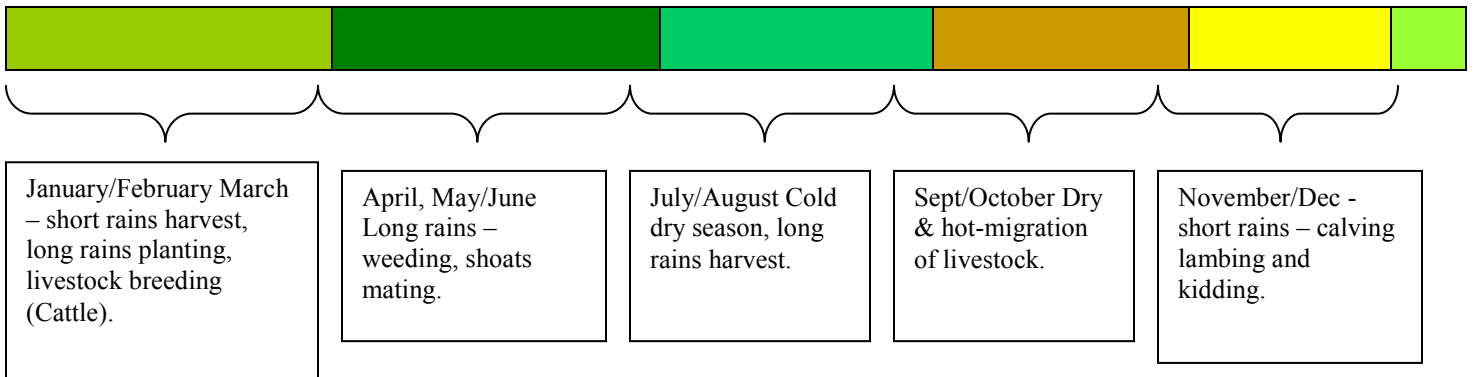 January/February March
– short rains harvest,
long rains planting,
livestock breeding
(Cattle).
April, May/June
Long rains –
weeding, shoats
mating.
July/August Cold
dry season, long
rains harvest.
Sept/October Dry
& hot-migration
of livestock.
November/Dec -
short rains – calving
lambing and
kidding.